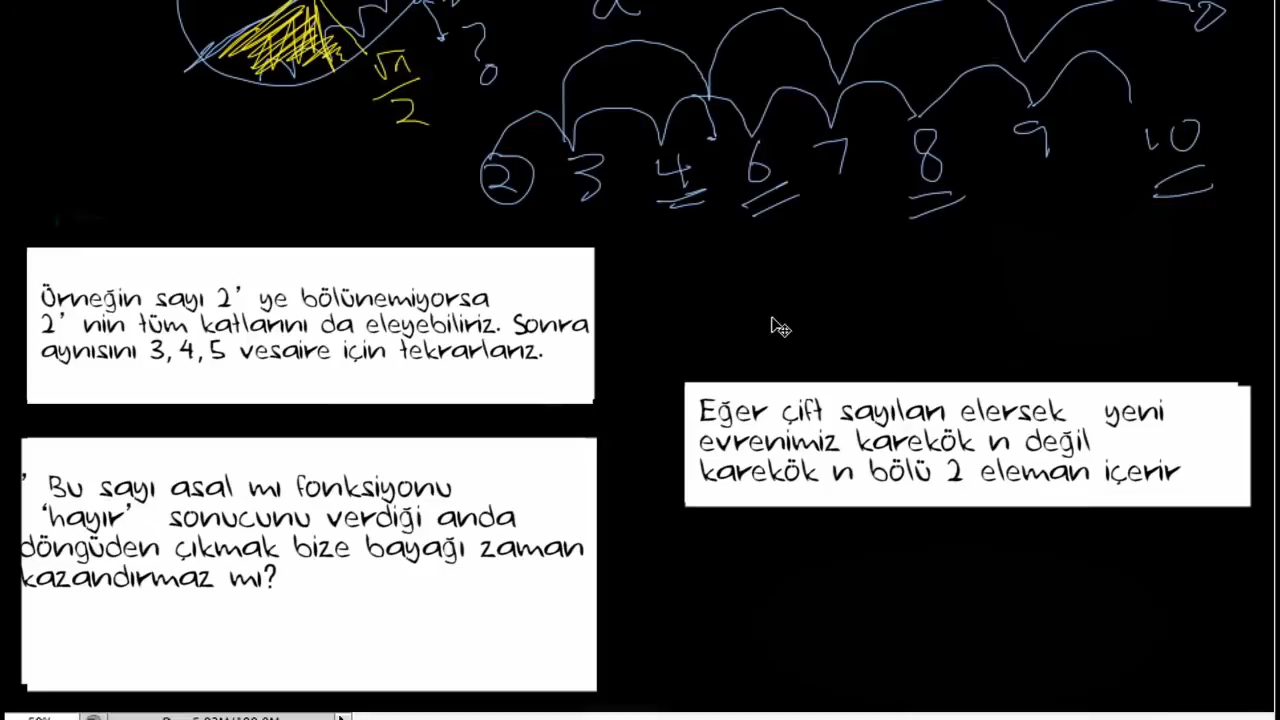 a
?
√n
2
2 3 4 6 7 8 9 10
Örneğin sayı 2' ye bölünemiyorsa
2' nin tüm katlarını da eleyebiliriz. Sonra
aynısını 3, 4, 5 vesaire için tekrarlarız.
' Bu sayı asal mı fonksiyonu
'hayır' sonucunu verdiği anda
döngüden çıkmak bize bayağı zaman
kazandırmaz mı?
Eğer çift sayıları elersek yeni
evrenimiz karekök n değil
karekök n bölü 2 eleman içerir